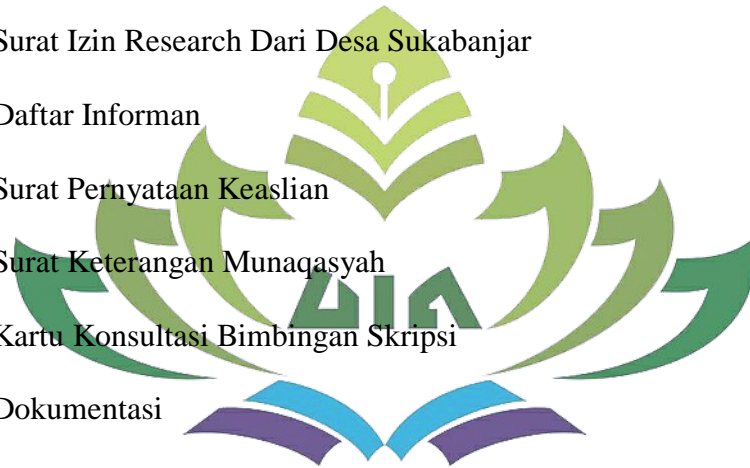 Surat Izin Research Dari Desa Sukabanjar
Daftar Informan
Surat Pernyataan Keaslian
Surat Keterangan Munaqasyah
UIN
Kartu Konsultasi Bimbingan Skripsi
Dokumentasi